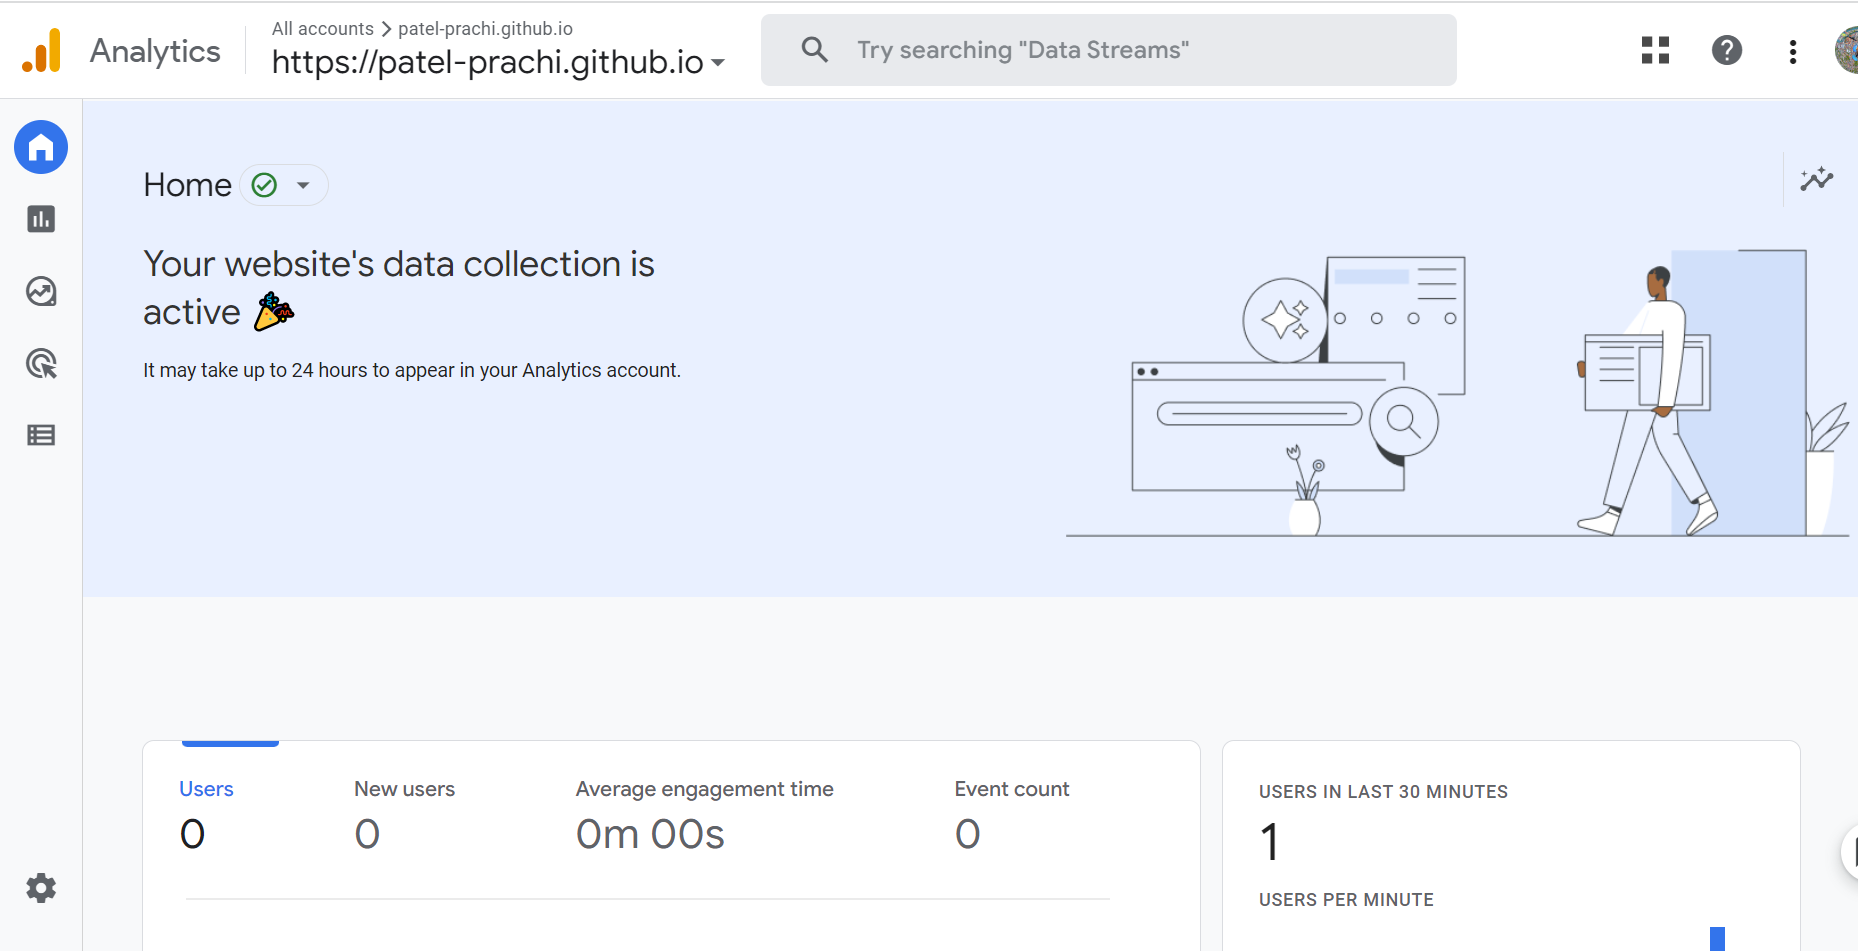 Analytics
All accounts > patel-prachi.github.io
https://patel-prachi.github.io
Try searching "Data Streams"
Home
Your website's data collection is
active 🎉
It may take up to 24 hours to appear in your Analytics account.
Users
New users
Average engagement time
Event count
0
0
0m 00s
0
USERS IN LAST 30 MINUTES
1
USERS PER MINUTE